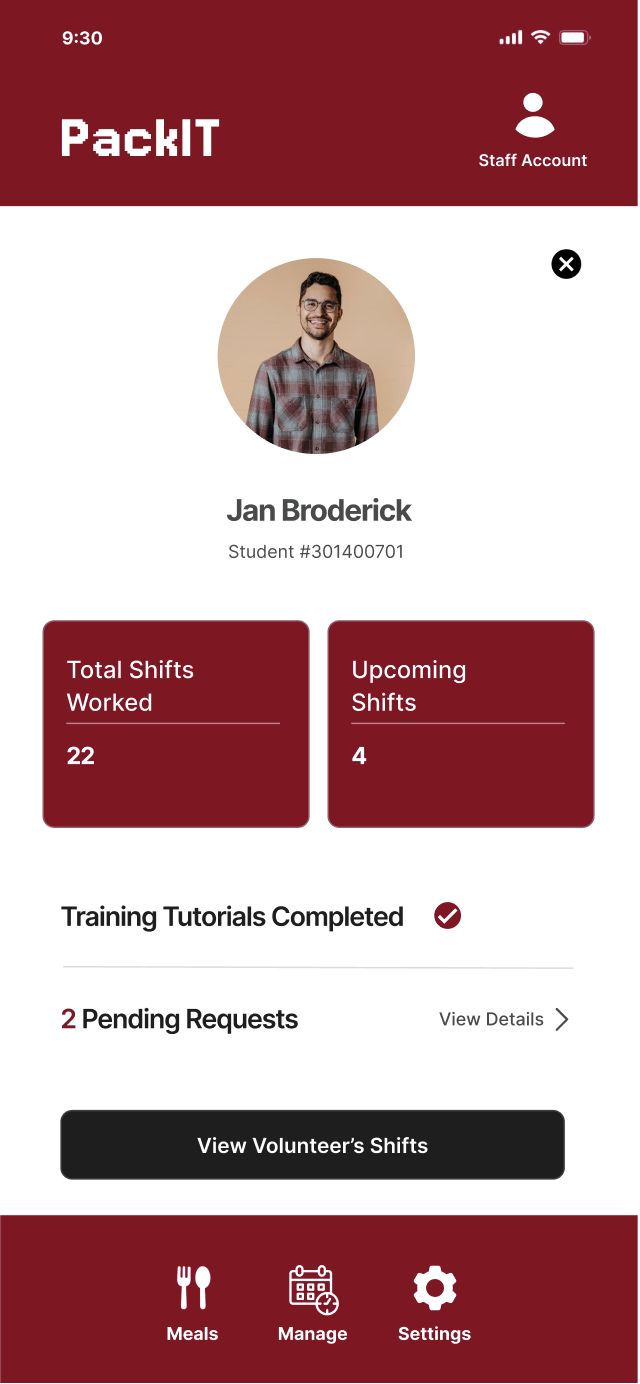 9:30
PackIT
Staff Account
Jan Broderick
Student #301400701
Total Shifts
Worked
22
Upcoming
Shifts
4
Training Tutorials Completed
2 Pending Requests
View Details
View Volunteer’s Shifts
Meals
Manage
Settings